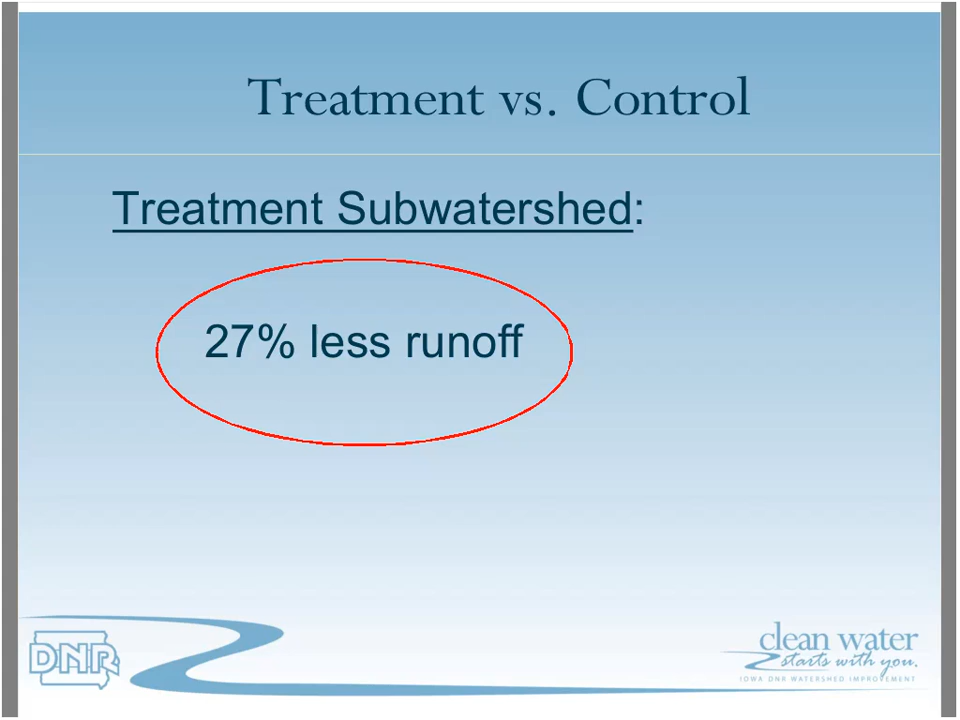 Treatment vs. Control
Treatment Subwatershed:
27% less runoff
DNR
clean water
starts with you.
IOWA DNR WATERSHED IMPROVEMENT